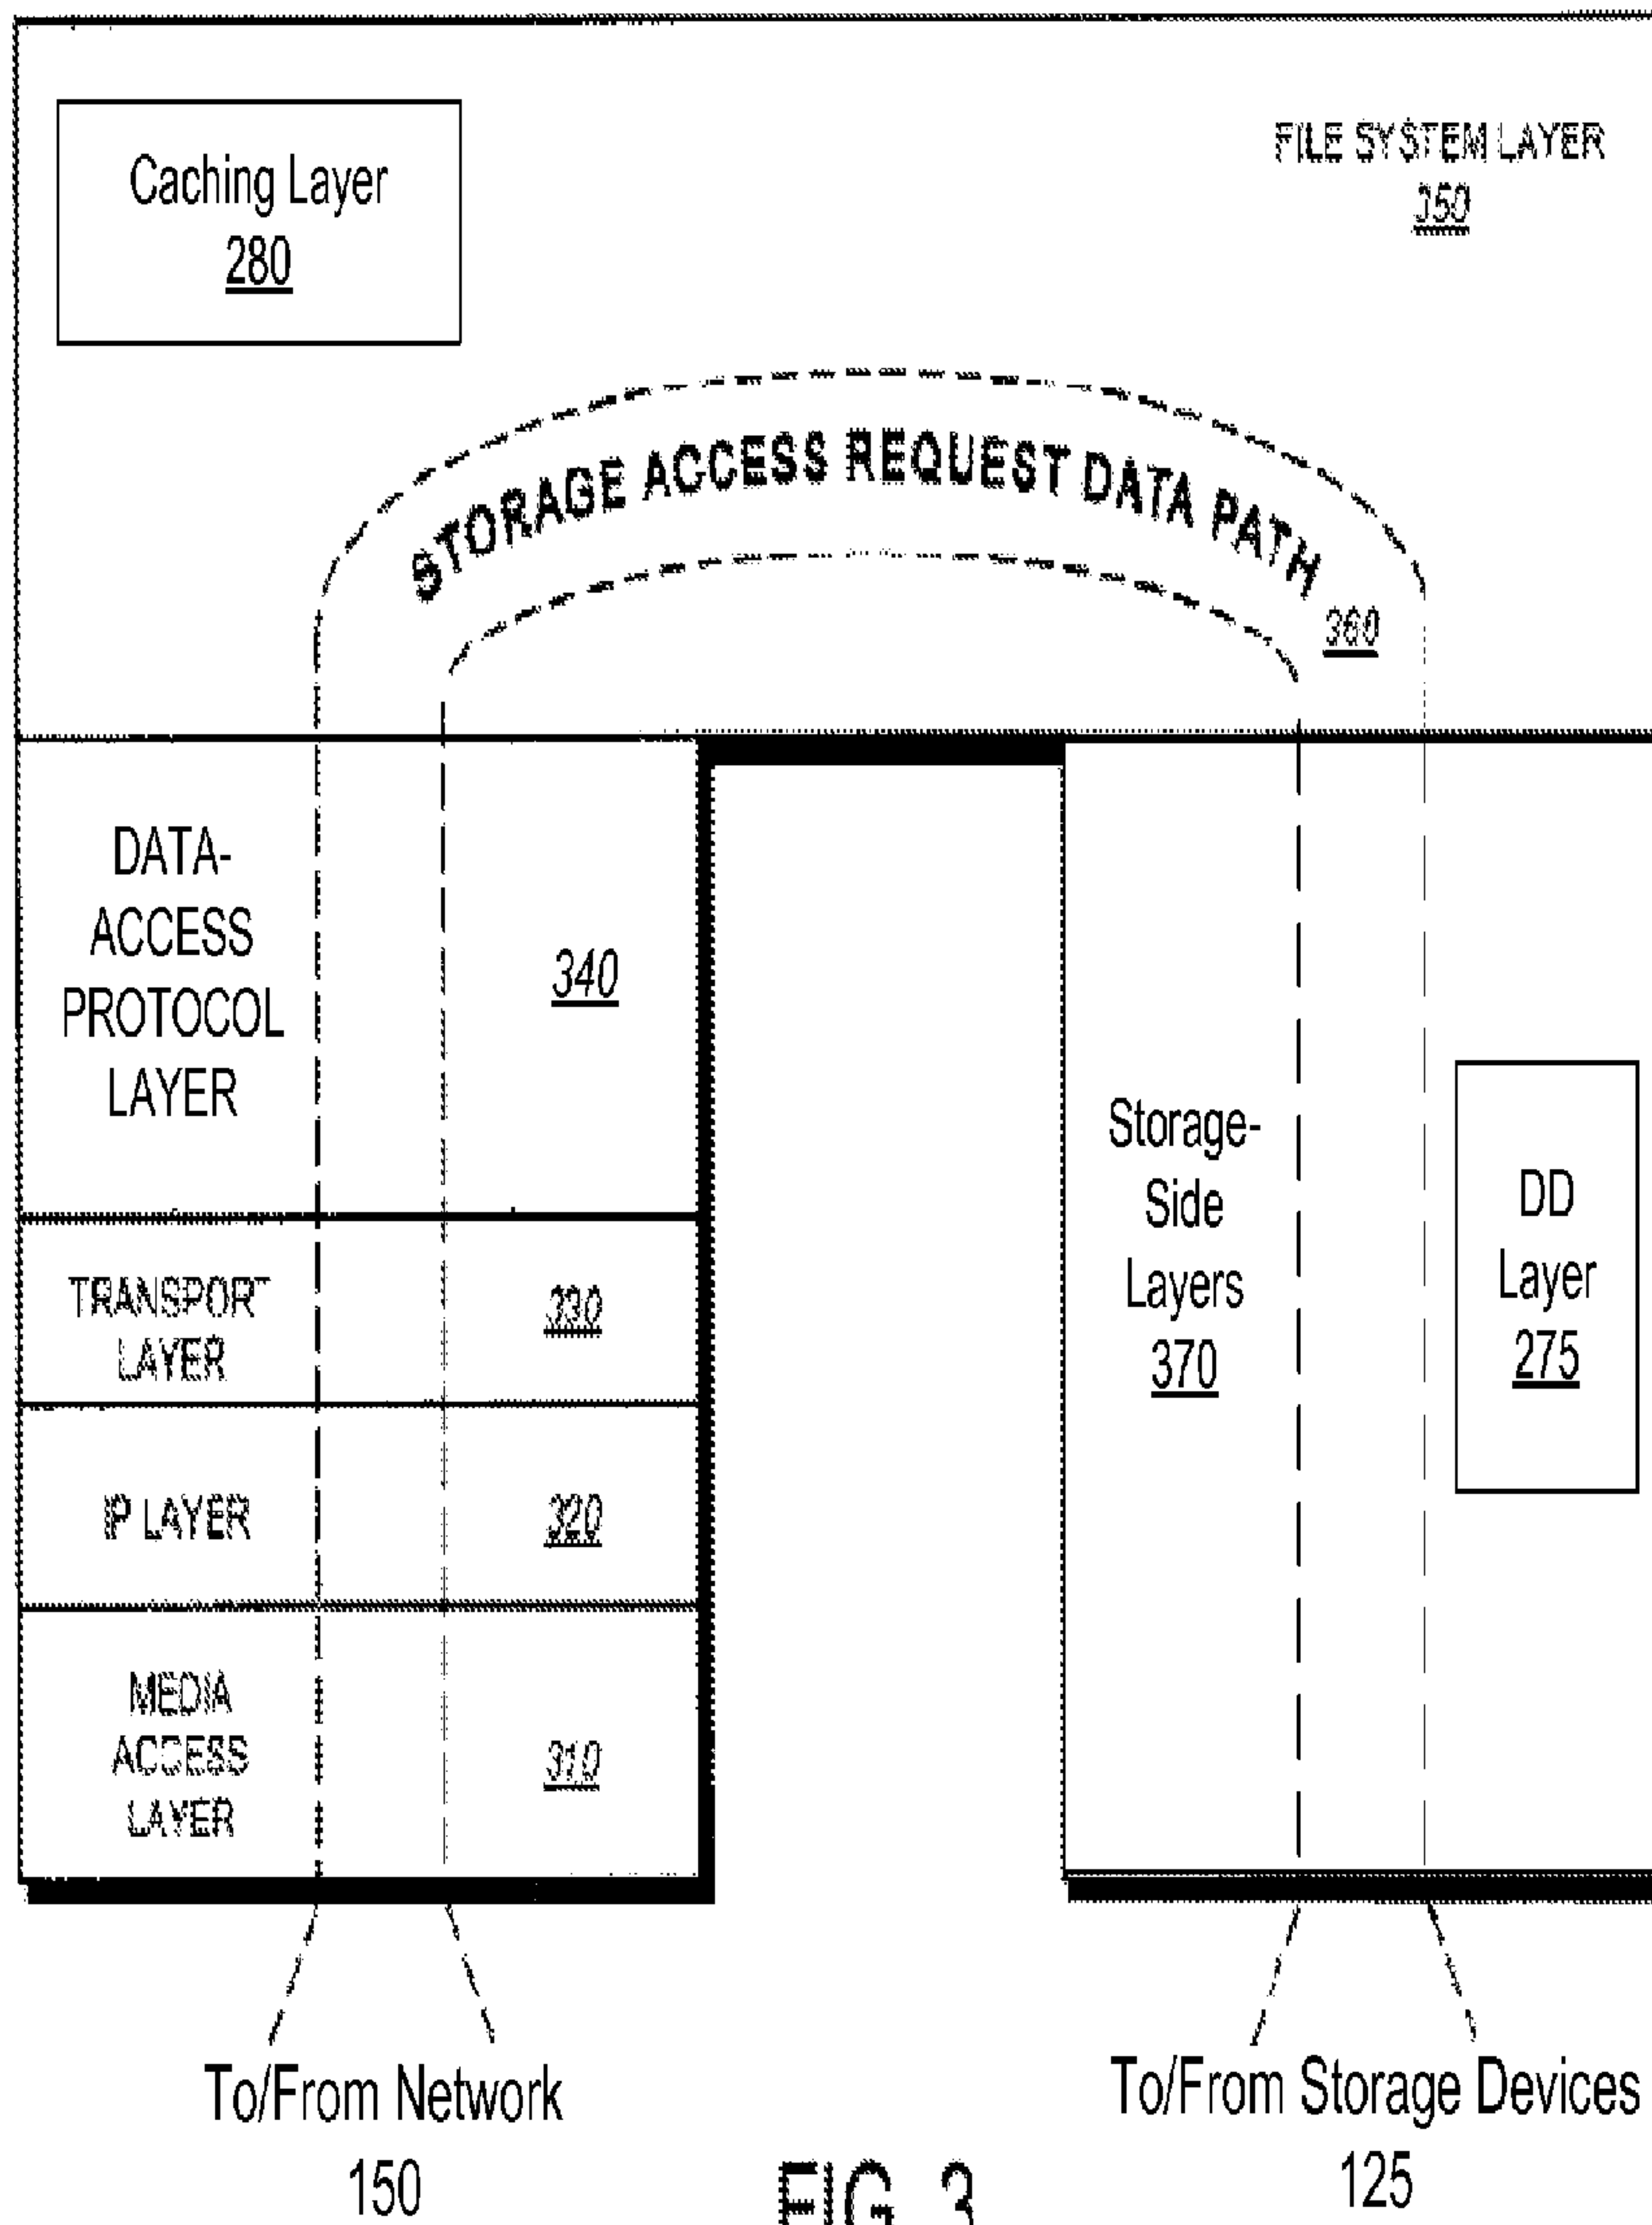 Caching Layer
280
FILE SYSTEM LAYER
350
STORAGE ACCESS REQUEST DATA PATH
360
DATA-
ACCESS
PROTOCOL
LAYER
340
TRANSPORT
LAYER
330
IP LAYER
320
MEDIA
ACCESS
LAYER
310
Storage-
Side
Layers
370
DD
Layer
275
To/From Network
150
To/From Storage Devices
125
FIG. 3